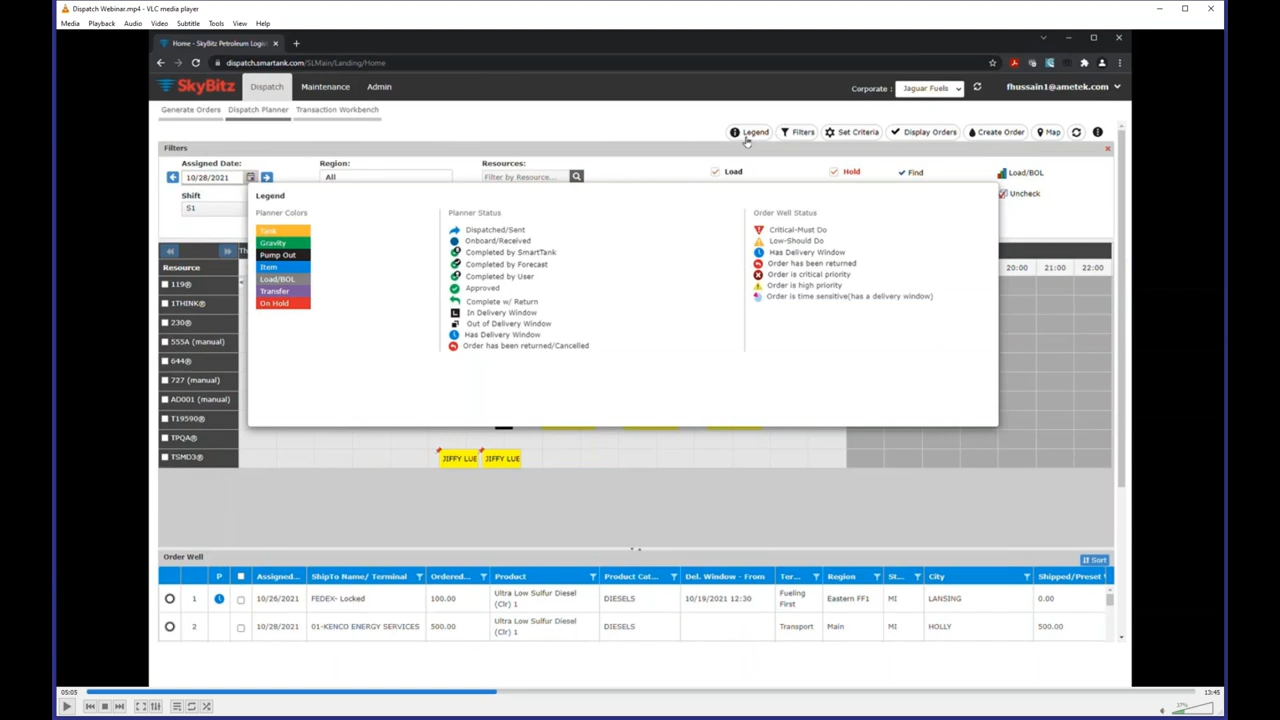 Dispatch Webinar.mp4 - VLC media player
Media Playback Audio Video Subtitle Tools View Help
Home - SkyBitz Petroleum Logist
dispatch.smartank.com/SLMain/Landing/Home
SkyBitz Dispatch Maintenance Admin Corporate : Jaguar Fuels fhussain1@ametek.com
Generate Orders Dispatch Planner Transaction Workbench
Legend Filters Set Criteria Display Orders Create Order Map
Filters
Assigned Date: Region: Resources:
10/28/2021 All Filter by Resource... Load Hold Find Load/BOL
Shift
S1
Uncheck
Legend
Planner Colors
Tank
Gravity
Pump Out
Item
Load/BOL
Transfer
On Hold
Planner Status
Dispatched/Sent
Onboard/Received
Completed by SmarTank
Completed by Forecast
Completed by User
Approved
Complete w/ Return
In Delivery Window
Out of Delivery Window
Has Delivery Window
Order has been returned/Cancelled
Order Well Status
Critical-Must Do
Low-Should Do
Has Delivery Window
Order has been returned
Order is critical priority
Order is high priority
Order is time sensitive(has a delivery window)
Th
Resource 20:00 21:00 22:00
119®
1THINK®
230®
555A (manual)
644®
727 (manual)
AD001 (manual)
T19590®
TPQA®
TSMD3® JIFFY LUE JIFFY LUE
Order Well
Sort
P Assigned... ShipTo Name/ Terminal Ordered... Product Product Cat... Del. Window - From Ter... Region St... City Shipped/Preset
1 10/26/2021 FEDEX- Locked 100.00 Ultra Low Sulfur Diesel (Clr) 1 DIESELS 10/19/2021 12:30 Fueling First Eastern FF1 MI LANSING 0.00
2 10/28/2021 01-KENCO ENERGY SERVICES 500.00 Ultra Low Sulfur Diesel (Clr) 1 DIESELS Transport Main MI HOLLY 500.00
05:05 13:45
37%